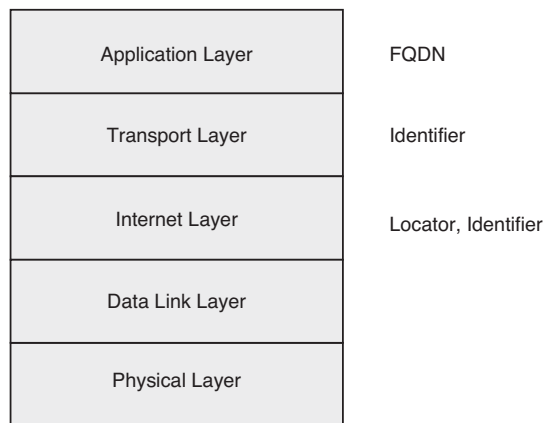 Application Layer FQDN
Transport Layer Identifier
Internet Layer Locator, Identifier
Data Link Layer
Physical Layer